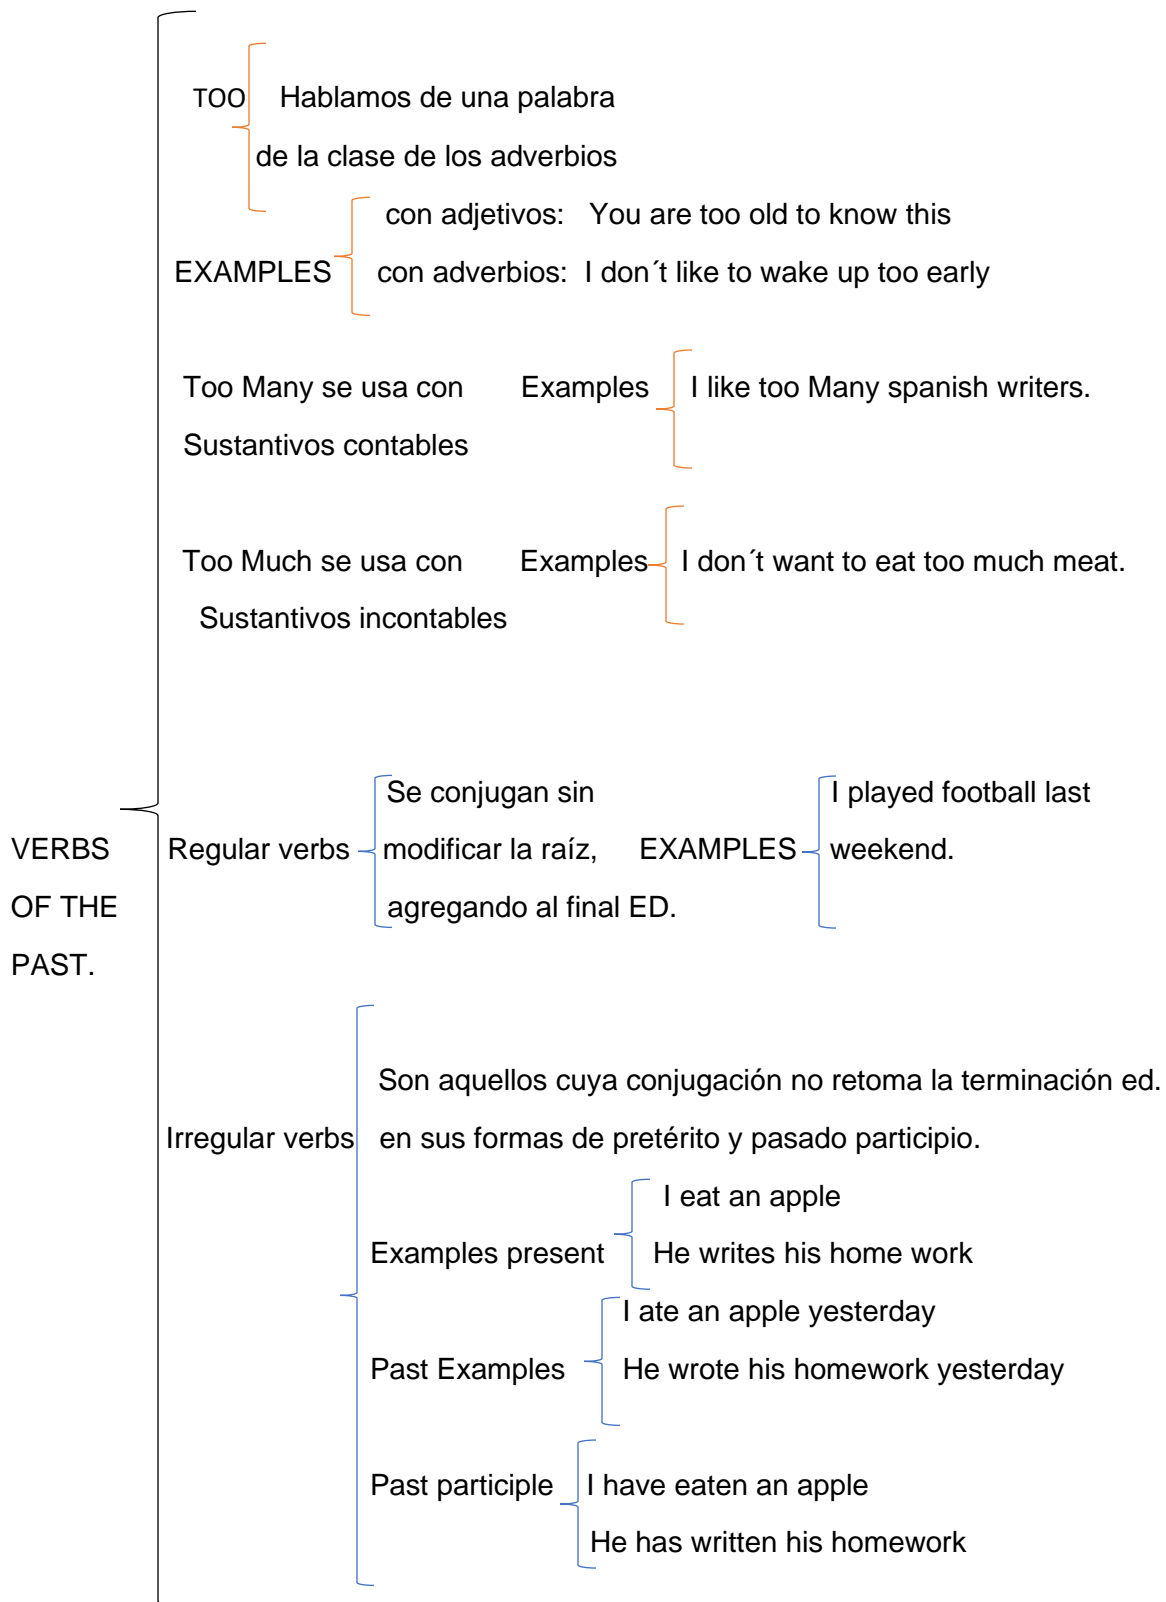 TOO Hablamos de una palabra
de la clase de los adverbios
con adjetivos: You are too old to know this
EXAMPLES con adverbios: I don´t like to wake up too early
Too Many se usa con Examples I like too Many spanish writers.
Sustantivos contables
Too Much se usa con Examples I don´t want to eat too much meat.
Sustantivos incontables
Se conjugan sin I played football last
VERBS Regular verbs modificar la raíz, EXAMPLES weekend.
OF THE agregando al final ED.
PAST.
Son aquellos cuya conjugación no retoma la terminación ed.
Irregular verbs en sus formas de pretérito y pasado participio.
I eat an apple
Examples present He writes his home work
I ate an apple yesterday
Past Examples He wrote his homework yesterday
Past participle I have eaten an apple
He has written his homework